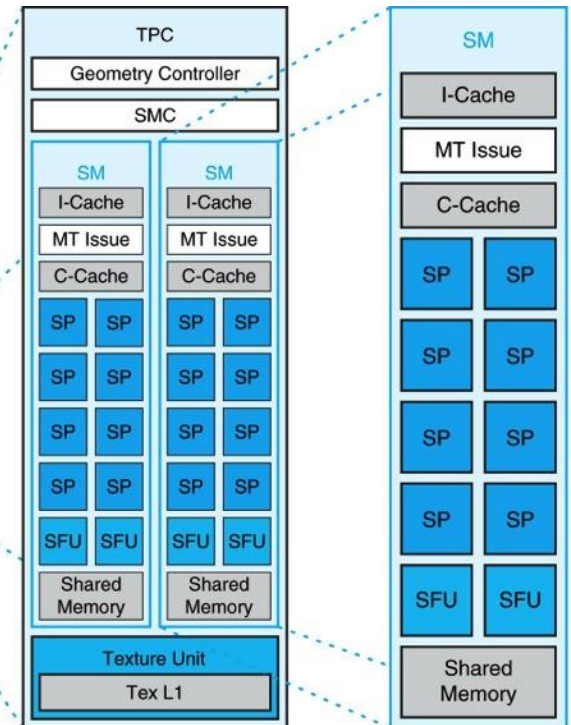 TPC
Geometry Controller
SMC
SM
I-Cache
MT Issue
C-Cache
SP SP
SP SP
SP SP
SP SP
SFU SFU
Shared
Memory
SM
I-Cache
MT Issue
C-Cache
SP SP
SP SP
SP SP
SP SP
SFU SFU
Shared
Memory
Texture Unit
Tex L1
SM
I-Cache
MT Issue
C-Cache
SP SP
SP SP
SP SP
SP SP
SFU SFU
Shared
Memory